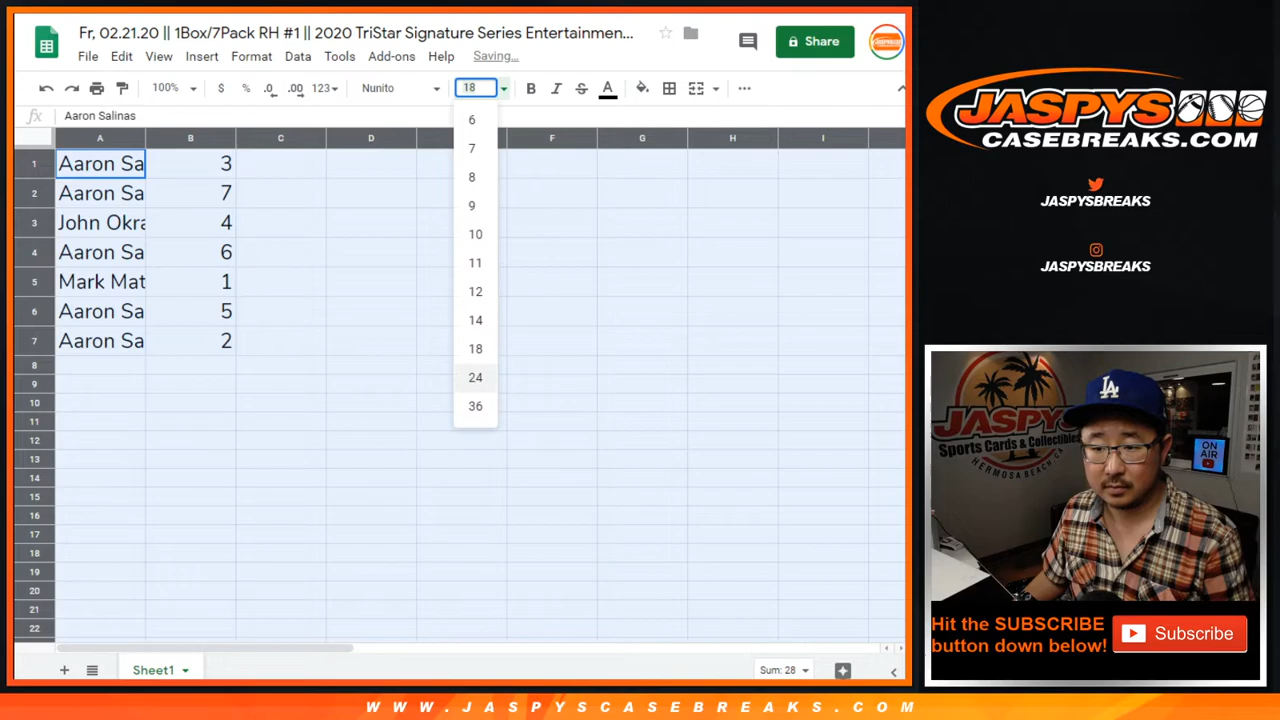 Fr, 02.21.20 || 1Box/7Pack RH #1 || 2020 TriStar Signature Series Entertainmen...
File Edit View Insert Format Data Tools Add-ons Help Saving...
Share
100% $ % .0 .00 123 Nunito 18 B I S A
fx Aaron Salinas
A B C D F G H I
1 Aaron Sa 3
2 Aaron Sa 7
3 John Okra 4
4 Aaron Sa 6
5 Mark Mat 1
6 Aaron Sa 5
7 Aaron Sa 2
8
9
10
11
12
13
14
15
16
17
18
19
20
21
22
6
7
8
9
10
11
12
14
18
24
36
Sheet1
Sum: 28
JASPYS
CASEBREAKS.COM
JASPYSBREAKS
JASPYSBREAKS
JASPYS
Sports Cards & Collectibles
HERMOSA BEACH, CA
LA
ON
AIR
Hit the SUBSCRIBE
button down below!
Subscribe
WWW.JASPYSCASEBREAKS.COM